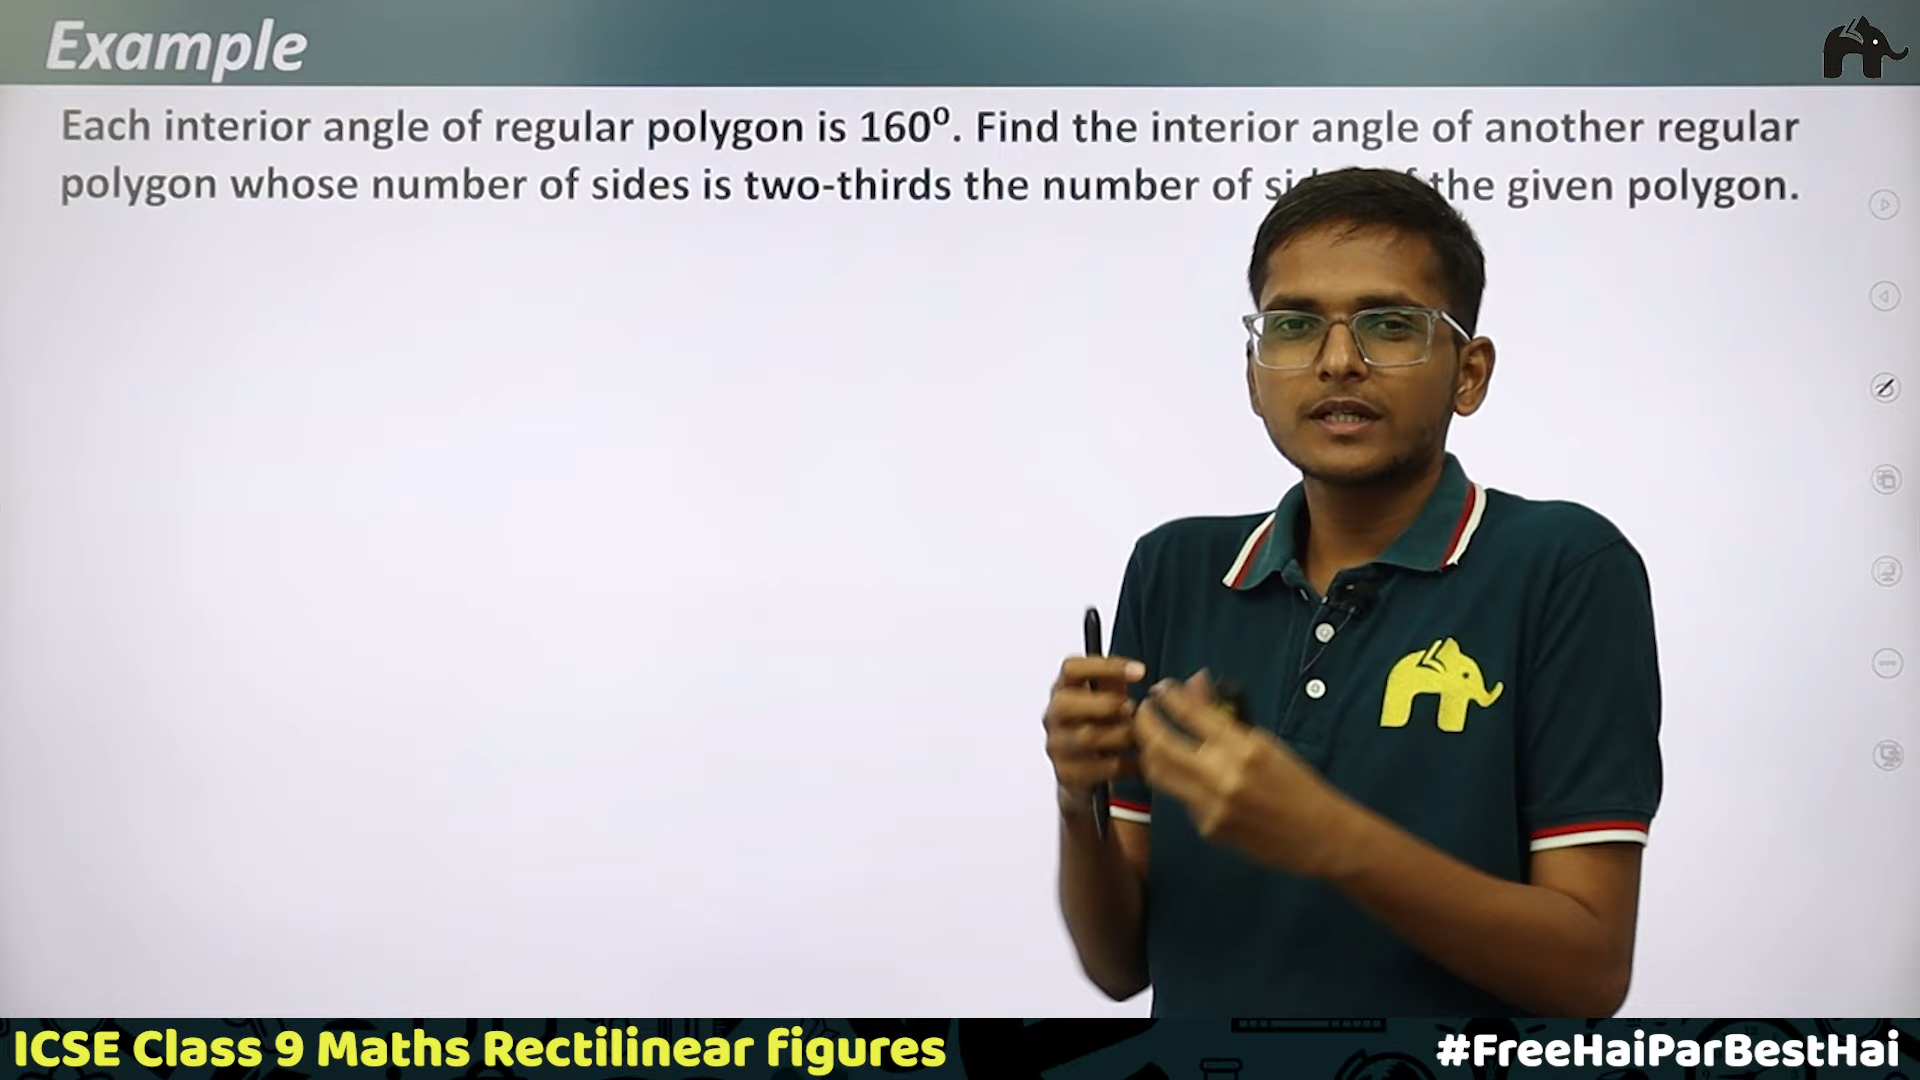 Example
Each interior angle of regular polygon is 160⁰. Find the interior angle of another regular
polygon whose number of sides is two-thirds the number of the given polygon.
ICSE Class 9 Maths Rectilinear figures
#FreeHaiParBestHai